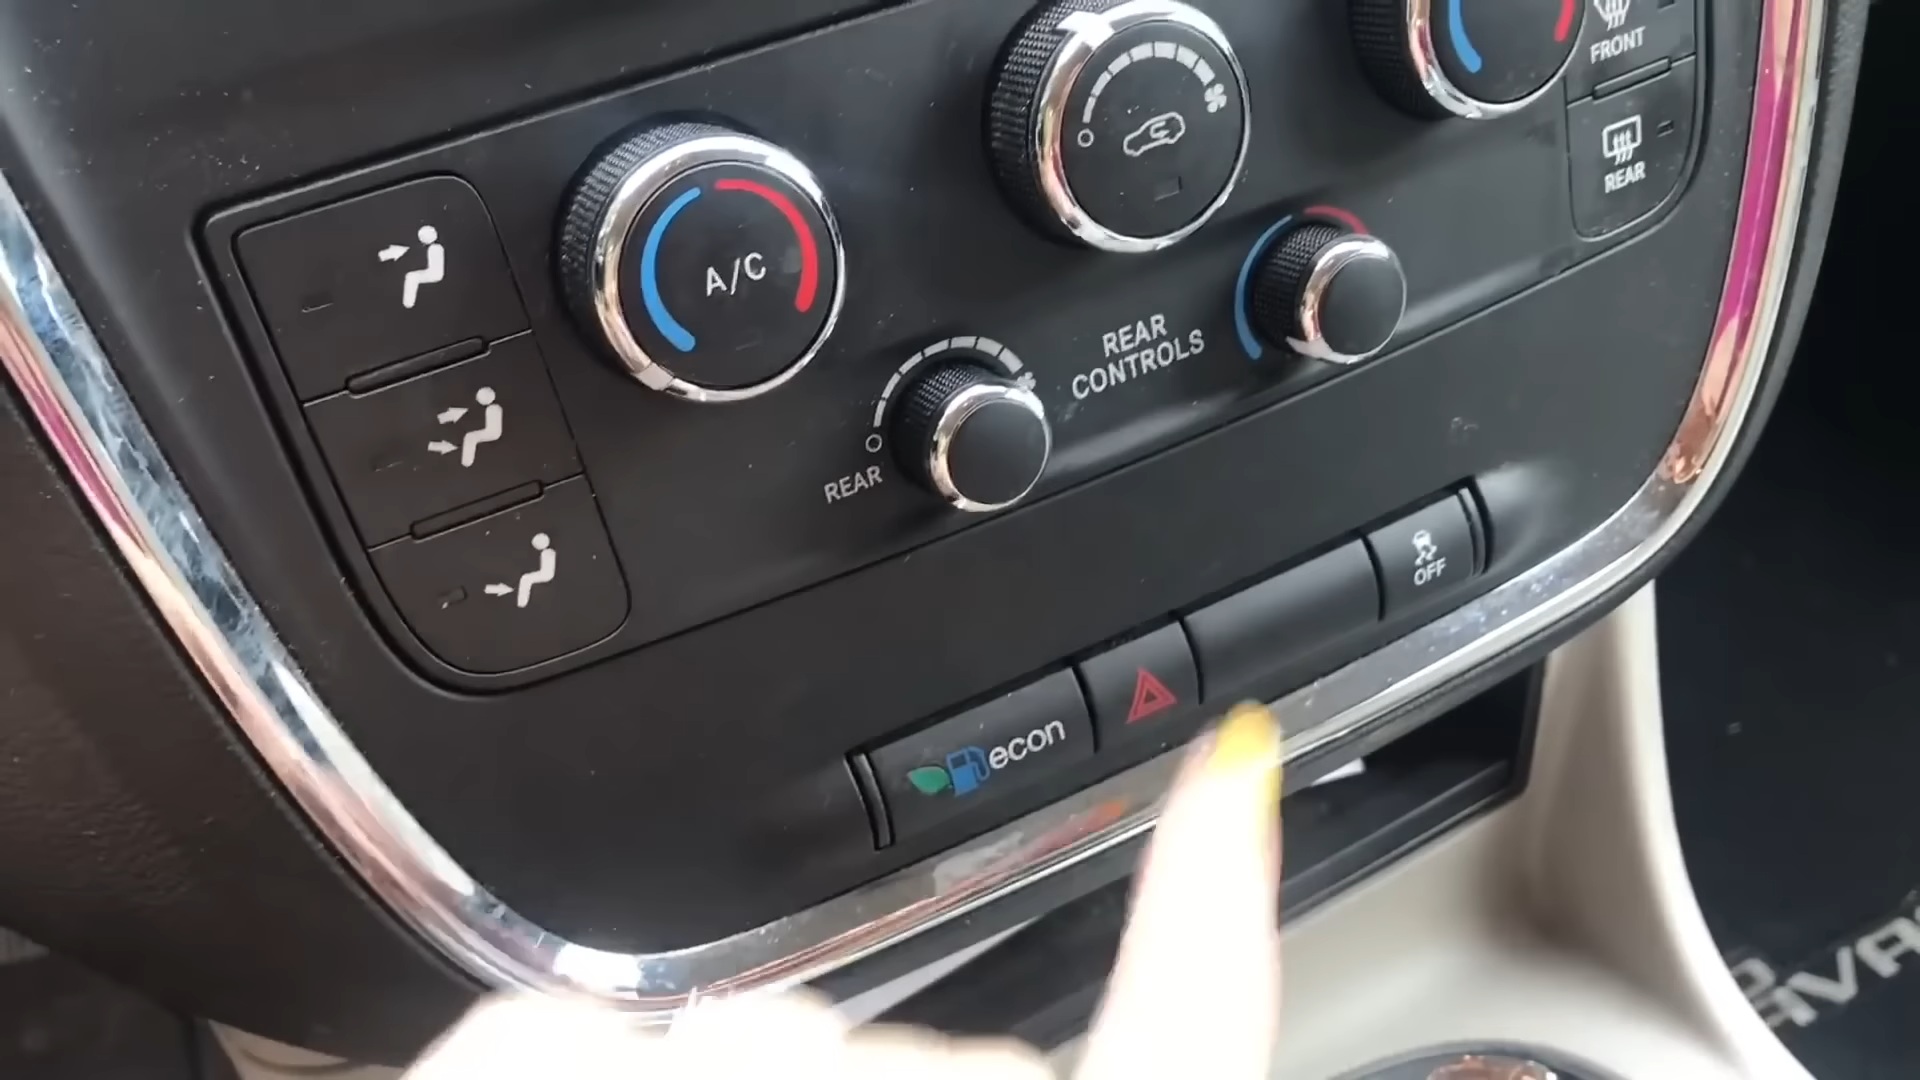 FRONT
REAR
A/C
REAR
CONTROLS
REAR
OFF
econ